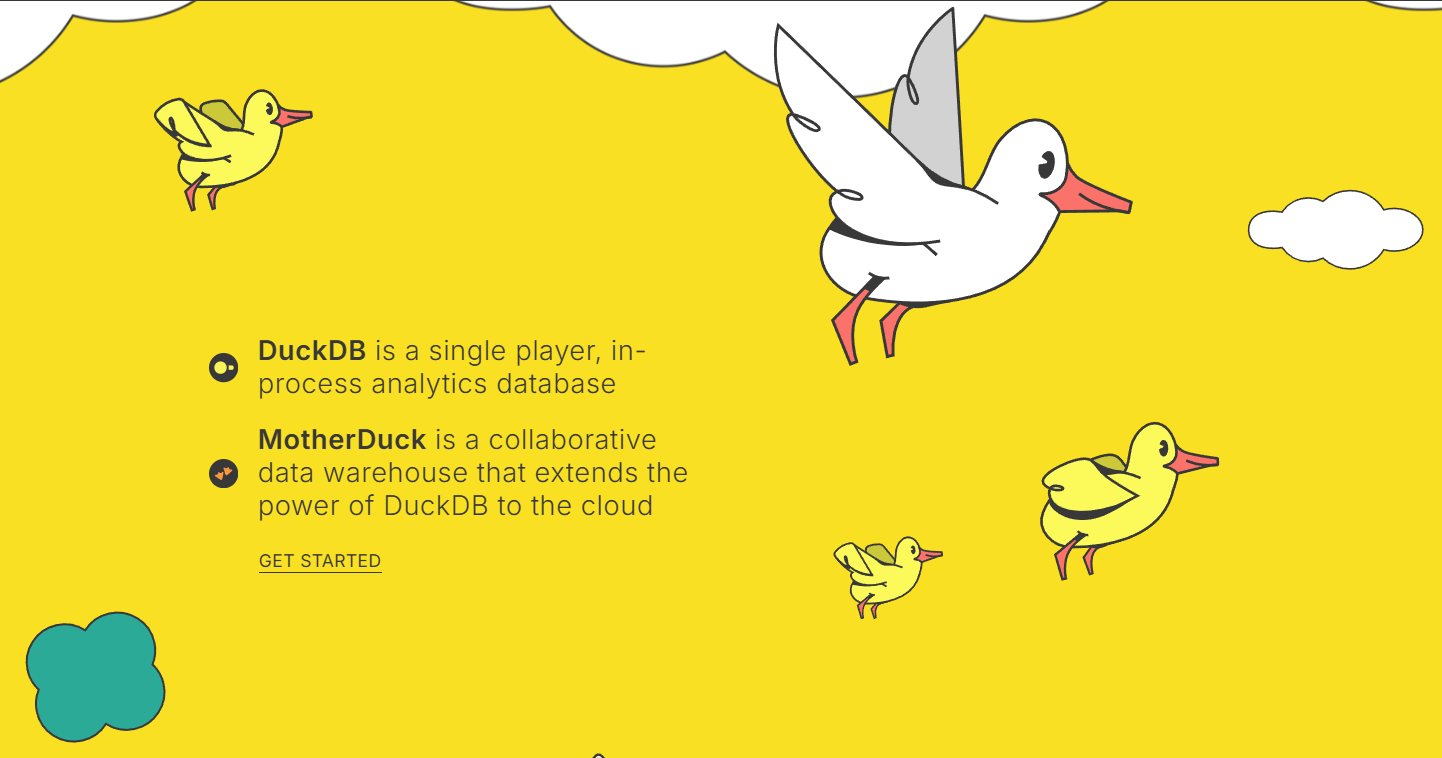 DuckDB is a single player, in-
process analytics database
MotherDuck is a collaborative
data warehouse that extends the
power of DuckDB to the cloud
GET STARTED